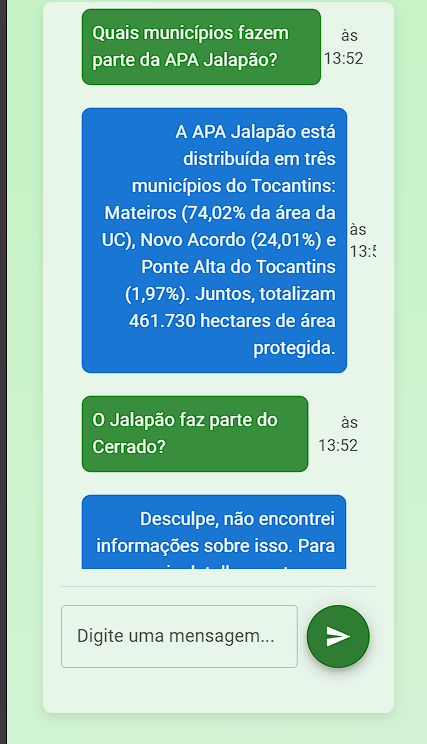 Quais municípios fazem
parte da APA Jalapão?
às
13:52
A APA Jalapão está
distribuída em três
municípios do Tocantins:
Mateiros (74,02% da área da
UC), Novo Acordo (24,01%) e
Ponte Alta do Tocantins
(1,97%). Juntos, totalizam
461.730 hectares de área
protegida.
às
13:5
O Jalapão faz parte do
Cerrado?
às
13:52
Desculpe, não encontrei
informações sobre isso. Para
Digite uma mensagem...